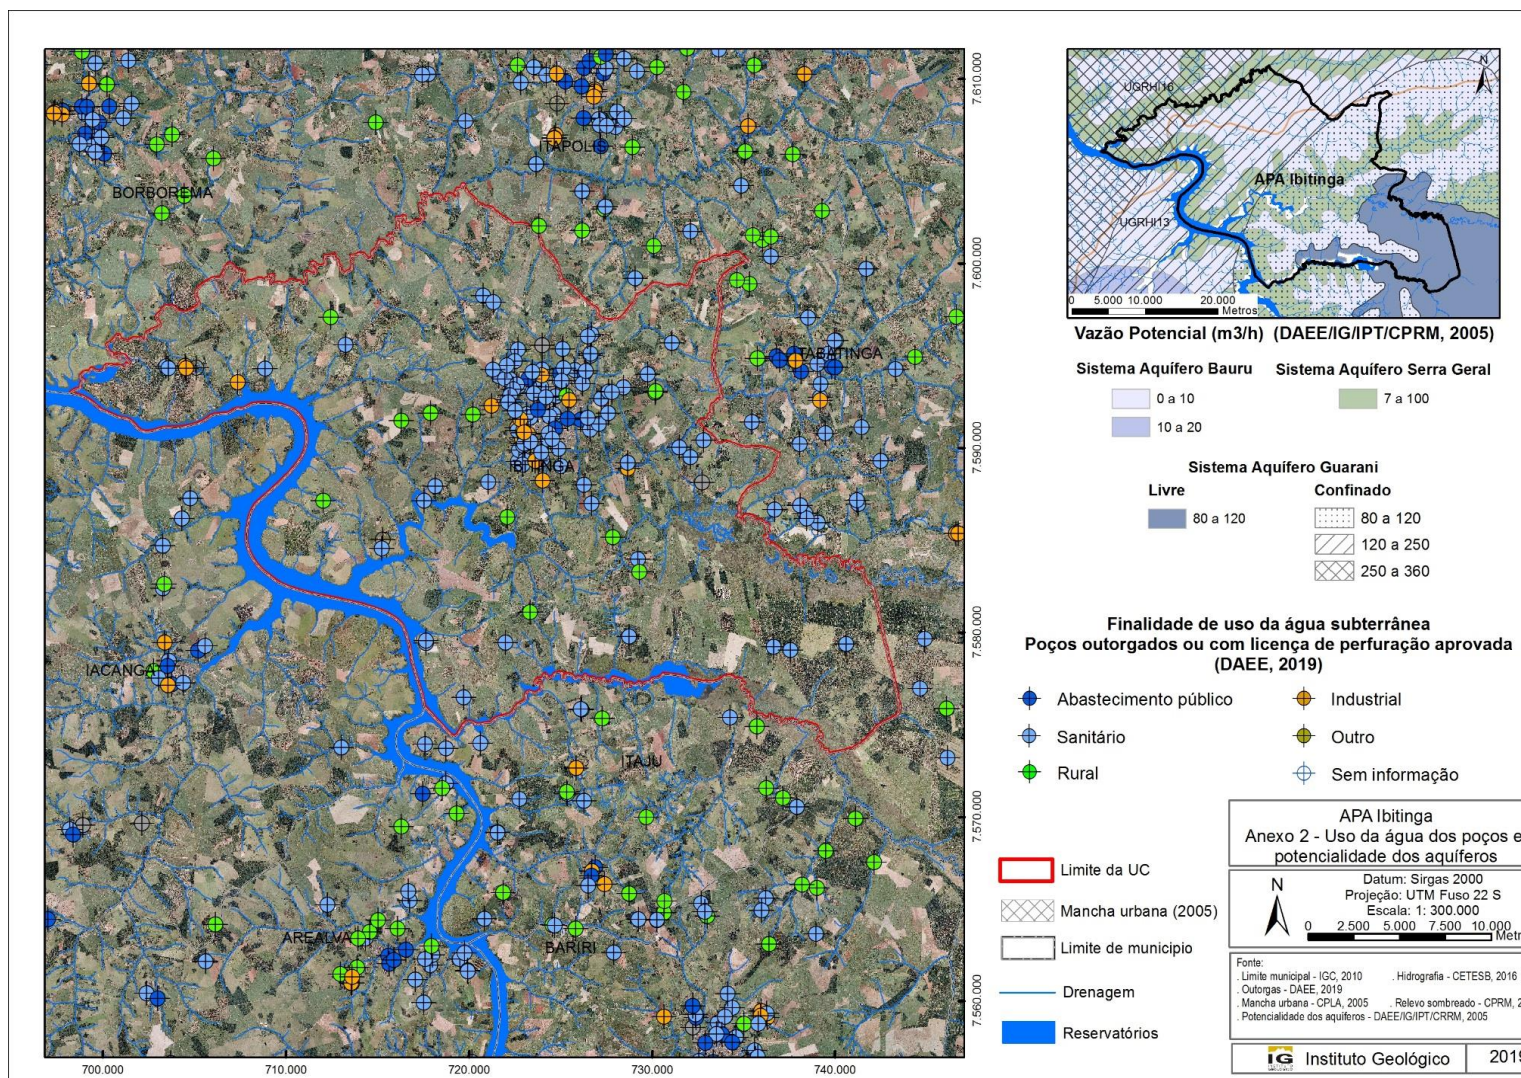 7.610.000
7.600.000
7.590.000
7.580.000
7.570.000
7.560.000
700.000
710.000
720.000
730.000
740.000
ITAPOLIS
BORBOREMA
TABATINGA
IBITINGA
IACANGA
ITAJU
AREALVA
BARIRI
UGRHI16
N
APA Ibitinga
UGRHI13
0 5.000 10.000 20.000
Metros
Vazão Potencial (m3/h) (DAEE/IG/IPT/CPRM, 2005)
Sistema Aquífero Bauru
0 a 10
10 a 20
Sistema Aquífero Serra Geral
7 a 100
Sistema Aquífero Guarani
Livre
80 a 120
Confinado
80 a 120
120 a 250
250 a 360
Finalidade de uso da água subterrânea
Poços outorgados ou com licença de perfuração aprovada
(DAEE, 2019)
Abastecimento público
Sanitário
Rural
Industrial
Outro
Sem informação
Limite da UC
Mancha urbana (2005)
Limite de municipio
Drenagem
Reservatórios
APA Ibitinga
Anexo 2 - Uso da água dos poços e
potencialidade dos aquíferos
N
Datum: Sirgas 2000
Projeção: UTM Fuso 22 S
Escala: 1: 300.000
0 2.500 5.000 7.500 10.000
Metr
Fonte:
. Limite municipal - IGC, 2010 . Hidrografia - CETESB, 2016
. Outorgas - DAEE, 2019
. Mancha urbana - CPLA, 2005 . Relevo sombreado - CPRM, 2
. Potencialidade dos aquiferos - DAEE/IG/IPT/CRRM, 2005
IG Instituto Geológico
2019